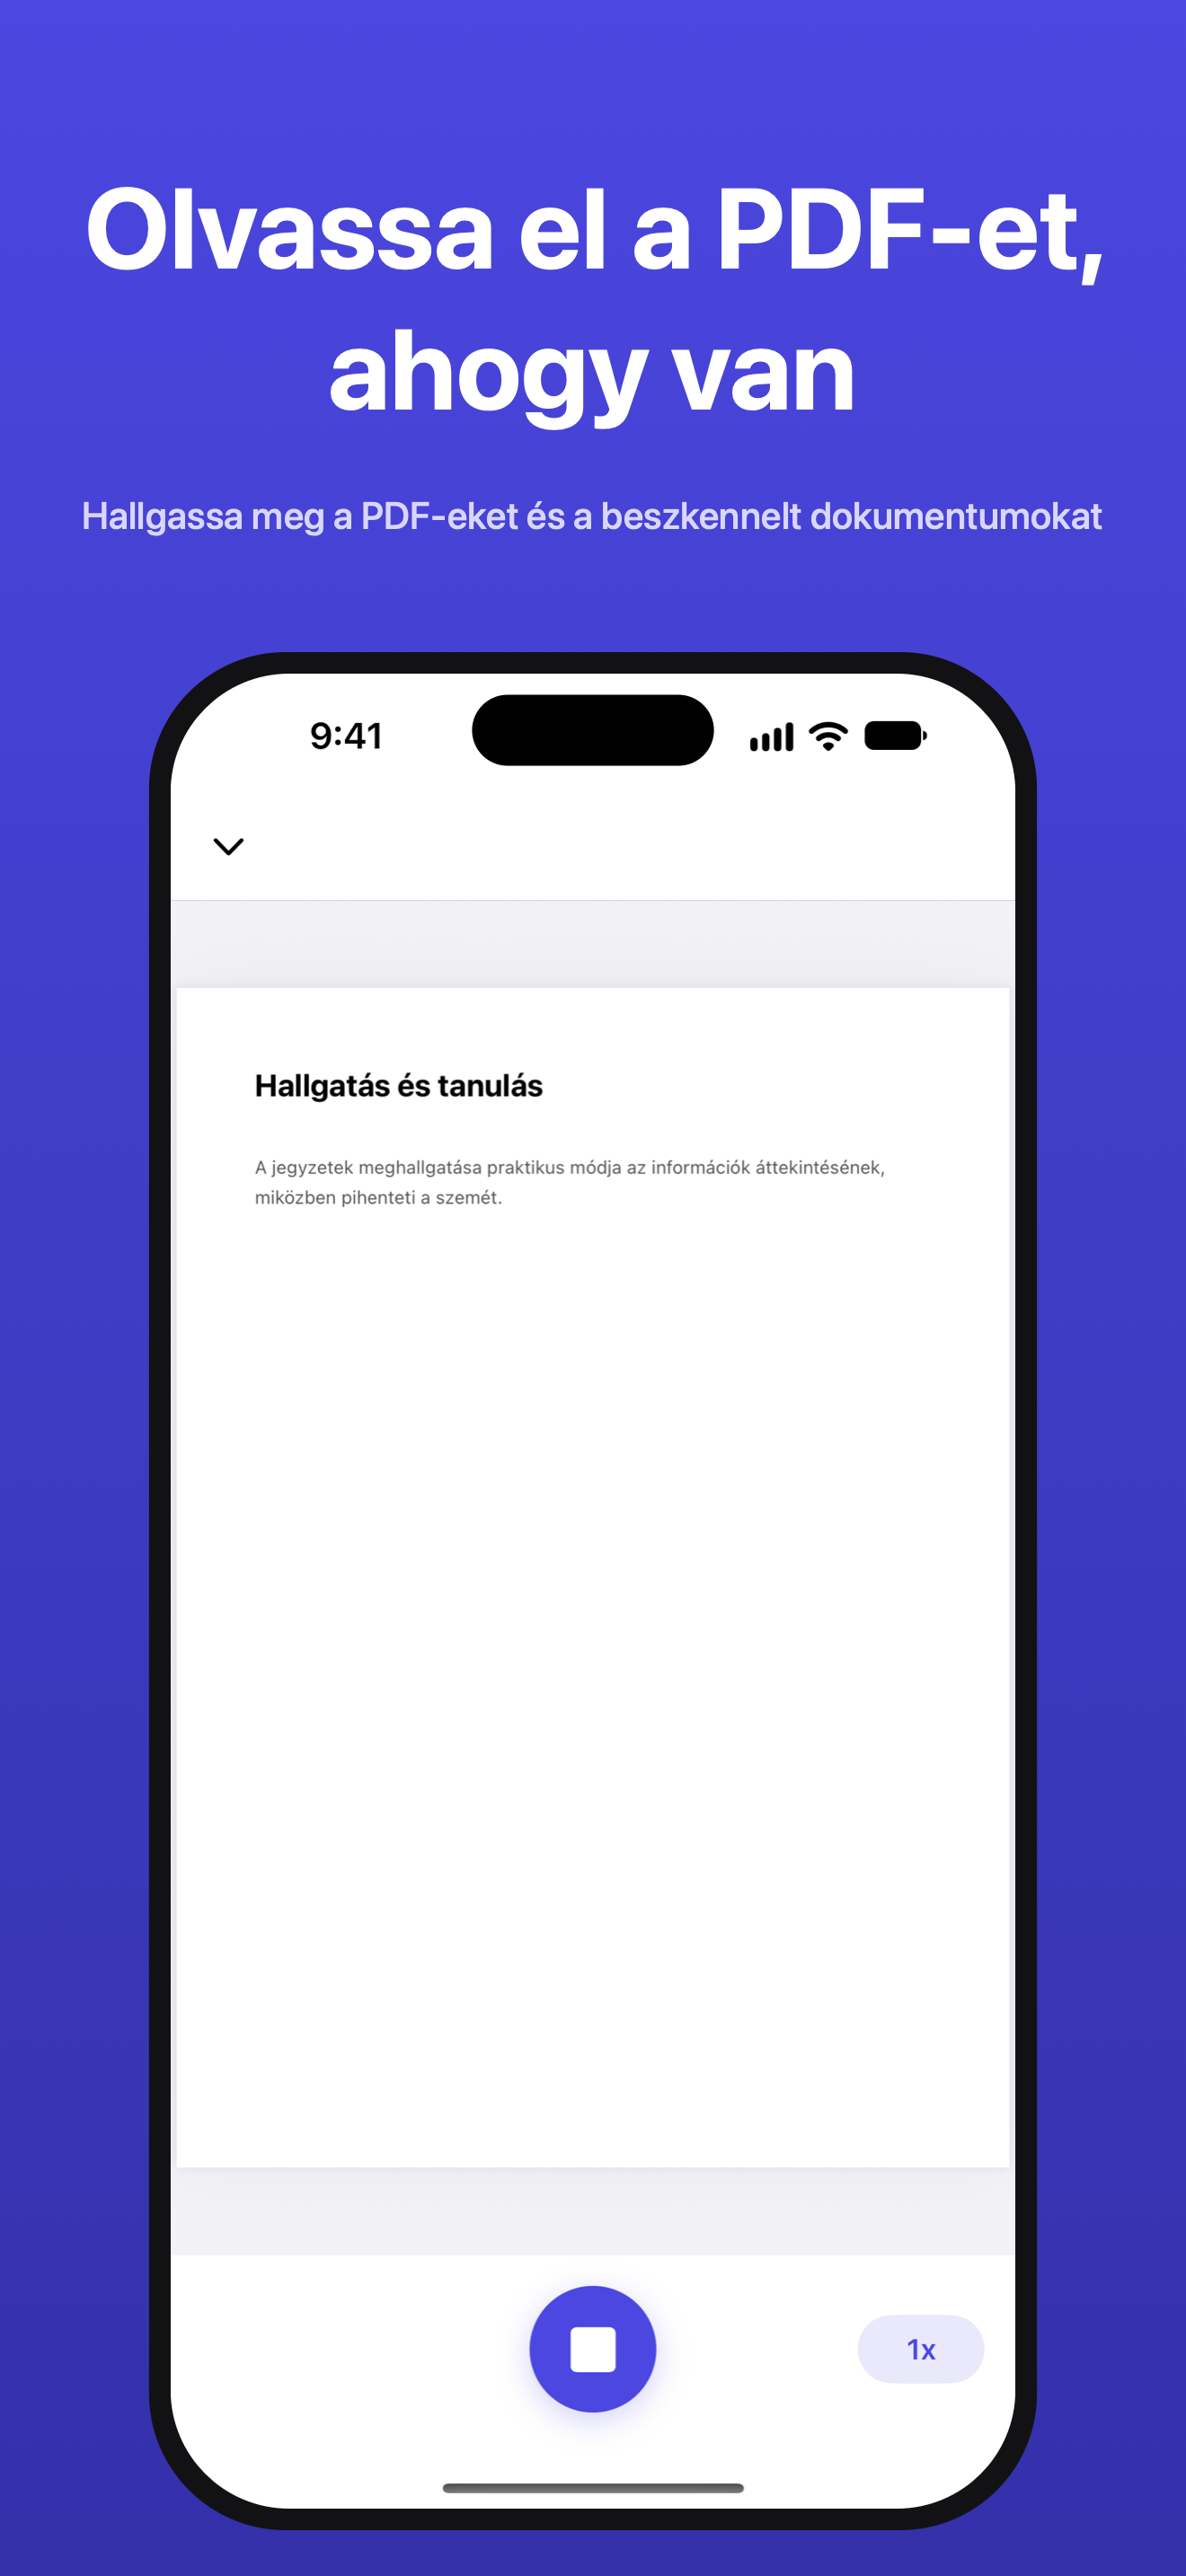 Olvassa el a PDF-et,
ahogy van
Hallgassa meg a PDF-eket és a beszkennelt dokumentumokat
9:41
Hallgatás és tanulás
A jegyzetek meghallgatása praktikus módja az információk áttekintésének,
miközben pihenteti a szemét.
1x